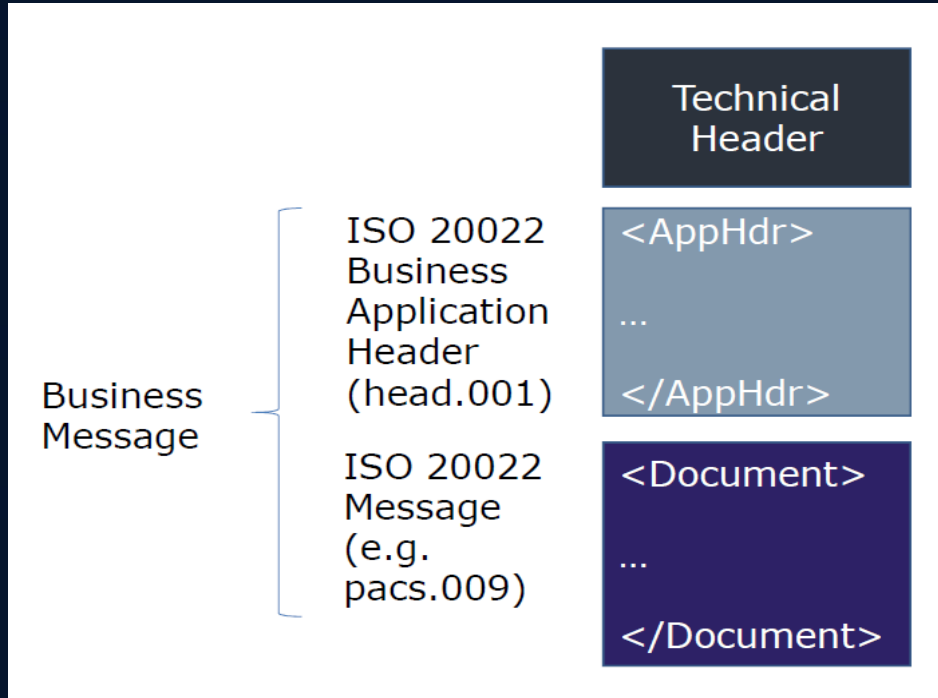 Technical
Header
Business
Message
ISO 20022
Business
Application
Header
(head.001)
<AppHdr>
...
</AppHdr>
ISO 20022
Message
(e.g.
pacs.009)
<Document>
...
</Document>